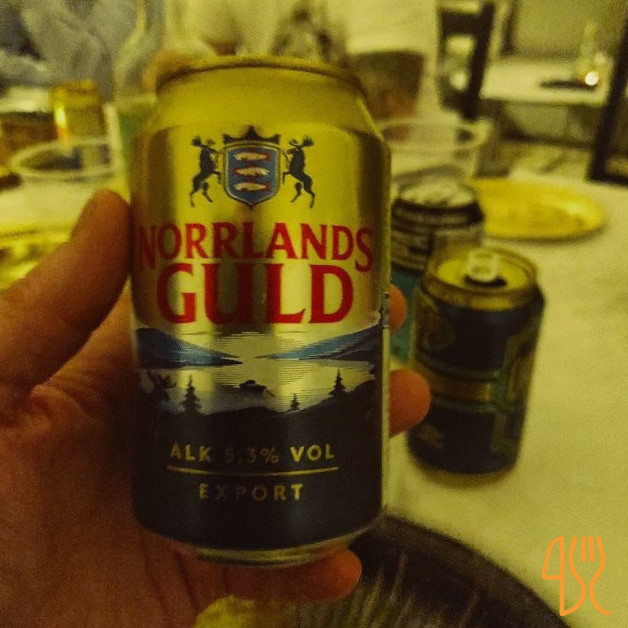 NORRLANDS
GULD
ALK 5,3% VOL
EXPORT